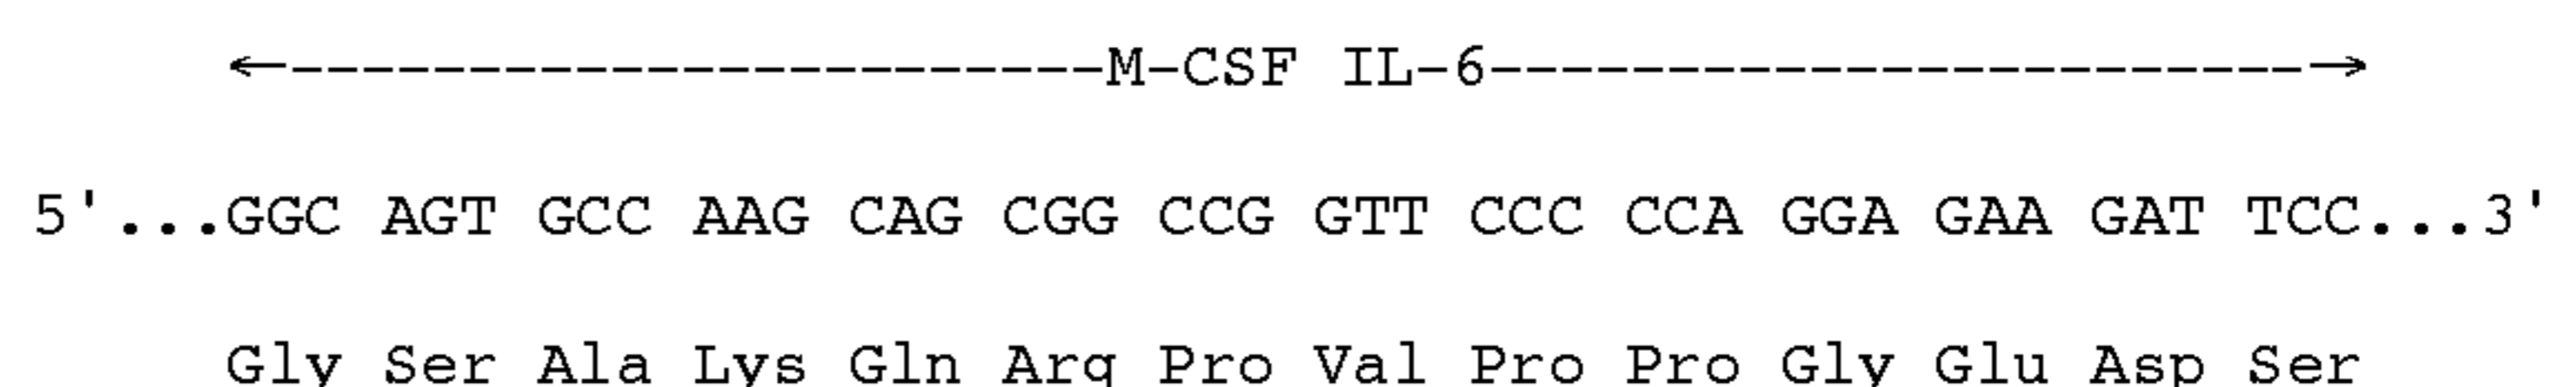 ←-----------------------M-CSF IL-6-----------------------→
5'...GGC AGT GCC AAG CAG CGG CCG GTT CCC CCA GGA GAA GAT TCC...3'
Gly Ser Ala Lys Gln Arg Pro Val Pro Pro Gly Glu Asp Ser